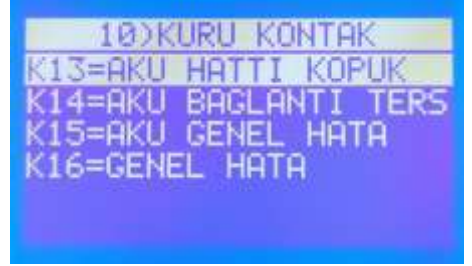 10)KURU KONTAK
K13=AKU HATTI KOPUK
K14=AKU BAGLANTI TERS
K15=AKU GENEL HATA
K16=GENEL HATA